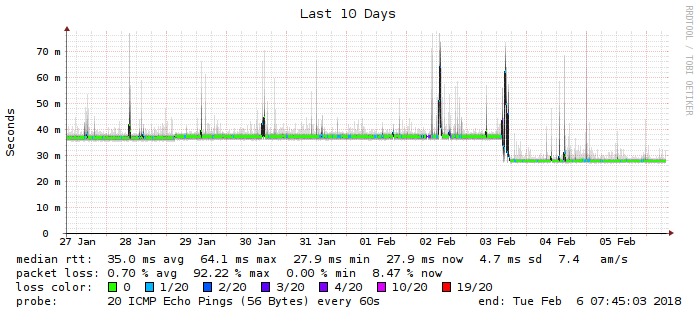 Last 10 Days
RRDTOOL / TOBI OETIKER
Seconds
70 m
60 m
50 m
40 m
30 m
20 m
10 m
0
27 Jan 28 Jan 29 Jan 30 Jan 31 Jan 01 Feb 02 Feb 03 Feb 04 Feb 05 Feb
median rtt: 35.0 ms avg 64.1 ms max 27.9 ms min 27.9 ms now 4.7 ms sd 7.4 am/s
packet loss: 0.70 % avg 92.22 % max 0.00 % min 8.47 % now
loss color: 0 1/20 2/20 3/20 4/20 10/20 19/20
probe: 20 ICMP Echo Pings (56 Bytes) every 60s end: Tue Feb 6 07:45:03 2018